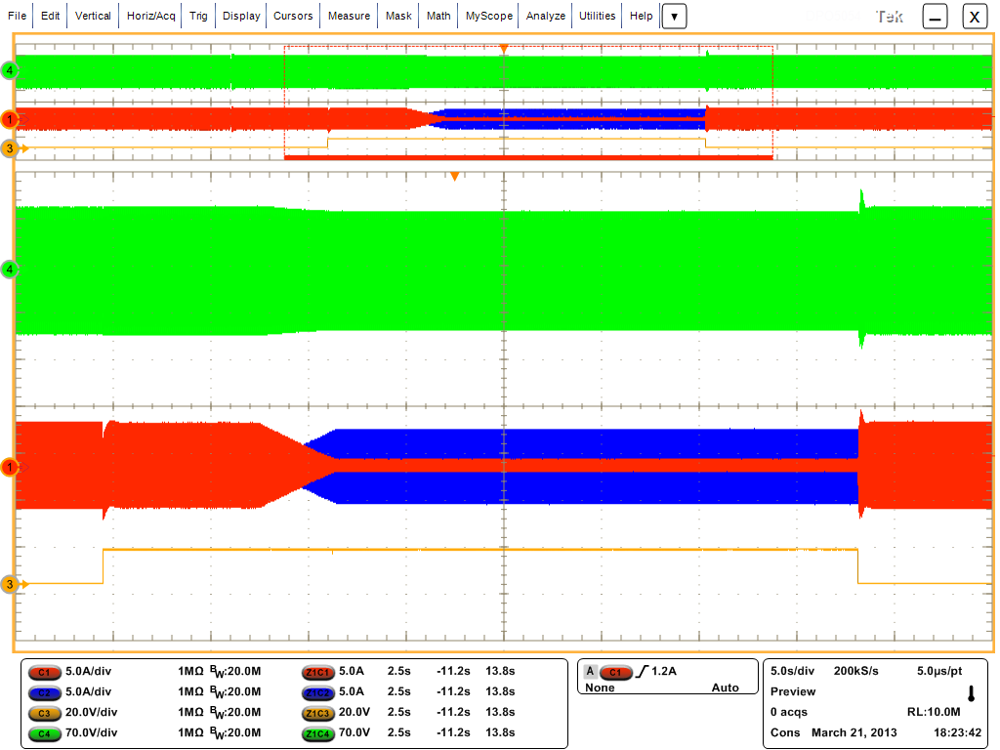 File Edit Vertical Horiz/Acq Trig Display Cursors Measure Mask Math MyScope Analyze Utilities Help ▼ Tek X
4
1
3
4
1
3
C1 5.0A/div 1MΩ BW:20.0M Z1C1 5.0A 2.5s -11.2s 13.8s
C2 5.0A/div 1MΩ BW:20.0M Z1C2 5.0A 2.5s -11.2s 13.8s
C3 20.0V/div 1MΩ BW:20.0M Z1C3 20.0V 2.5s -11.2s 13.8s
C4 70.0V/div 1MΩ BW:20.0M Z1C4 70.0V 2.5s -11.2s 13.8s
A C1 1.2A
None Auto
5.0s/div 200kS/s 5.0µs/pt
Preview
0 acqs RL:10.0M
Cons March 21, 2013 18:23:42